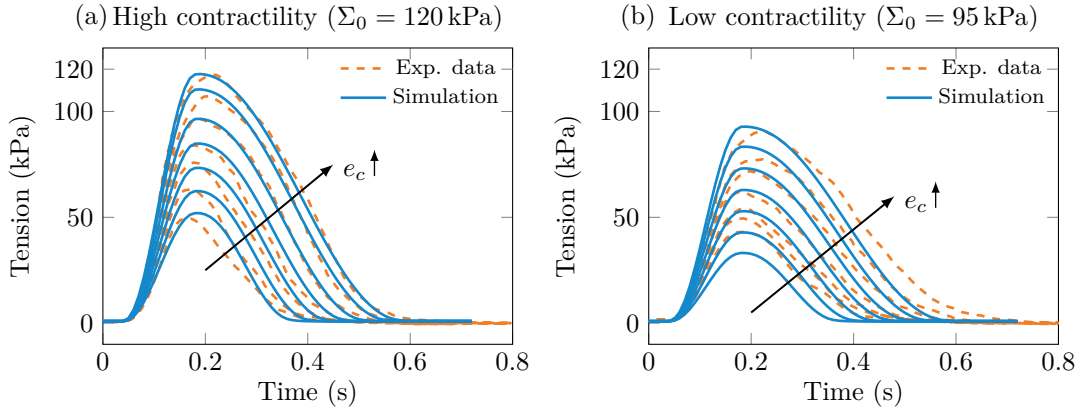 (a) High contractility (Σ₀ = 120 kPa)
120
100
50
0
Tension (kPa)
Exp. data
Simulation
e_c
0
0.2
0.4
0.6
0.8
Time (s)
(b) Low contractility (Σ₀ = 95 kPa)
120
100
50
0
Tension (kPa)
Exp. data
Simulation
e_c
0
0.2
0.4
0.6
0.8
Time (s)